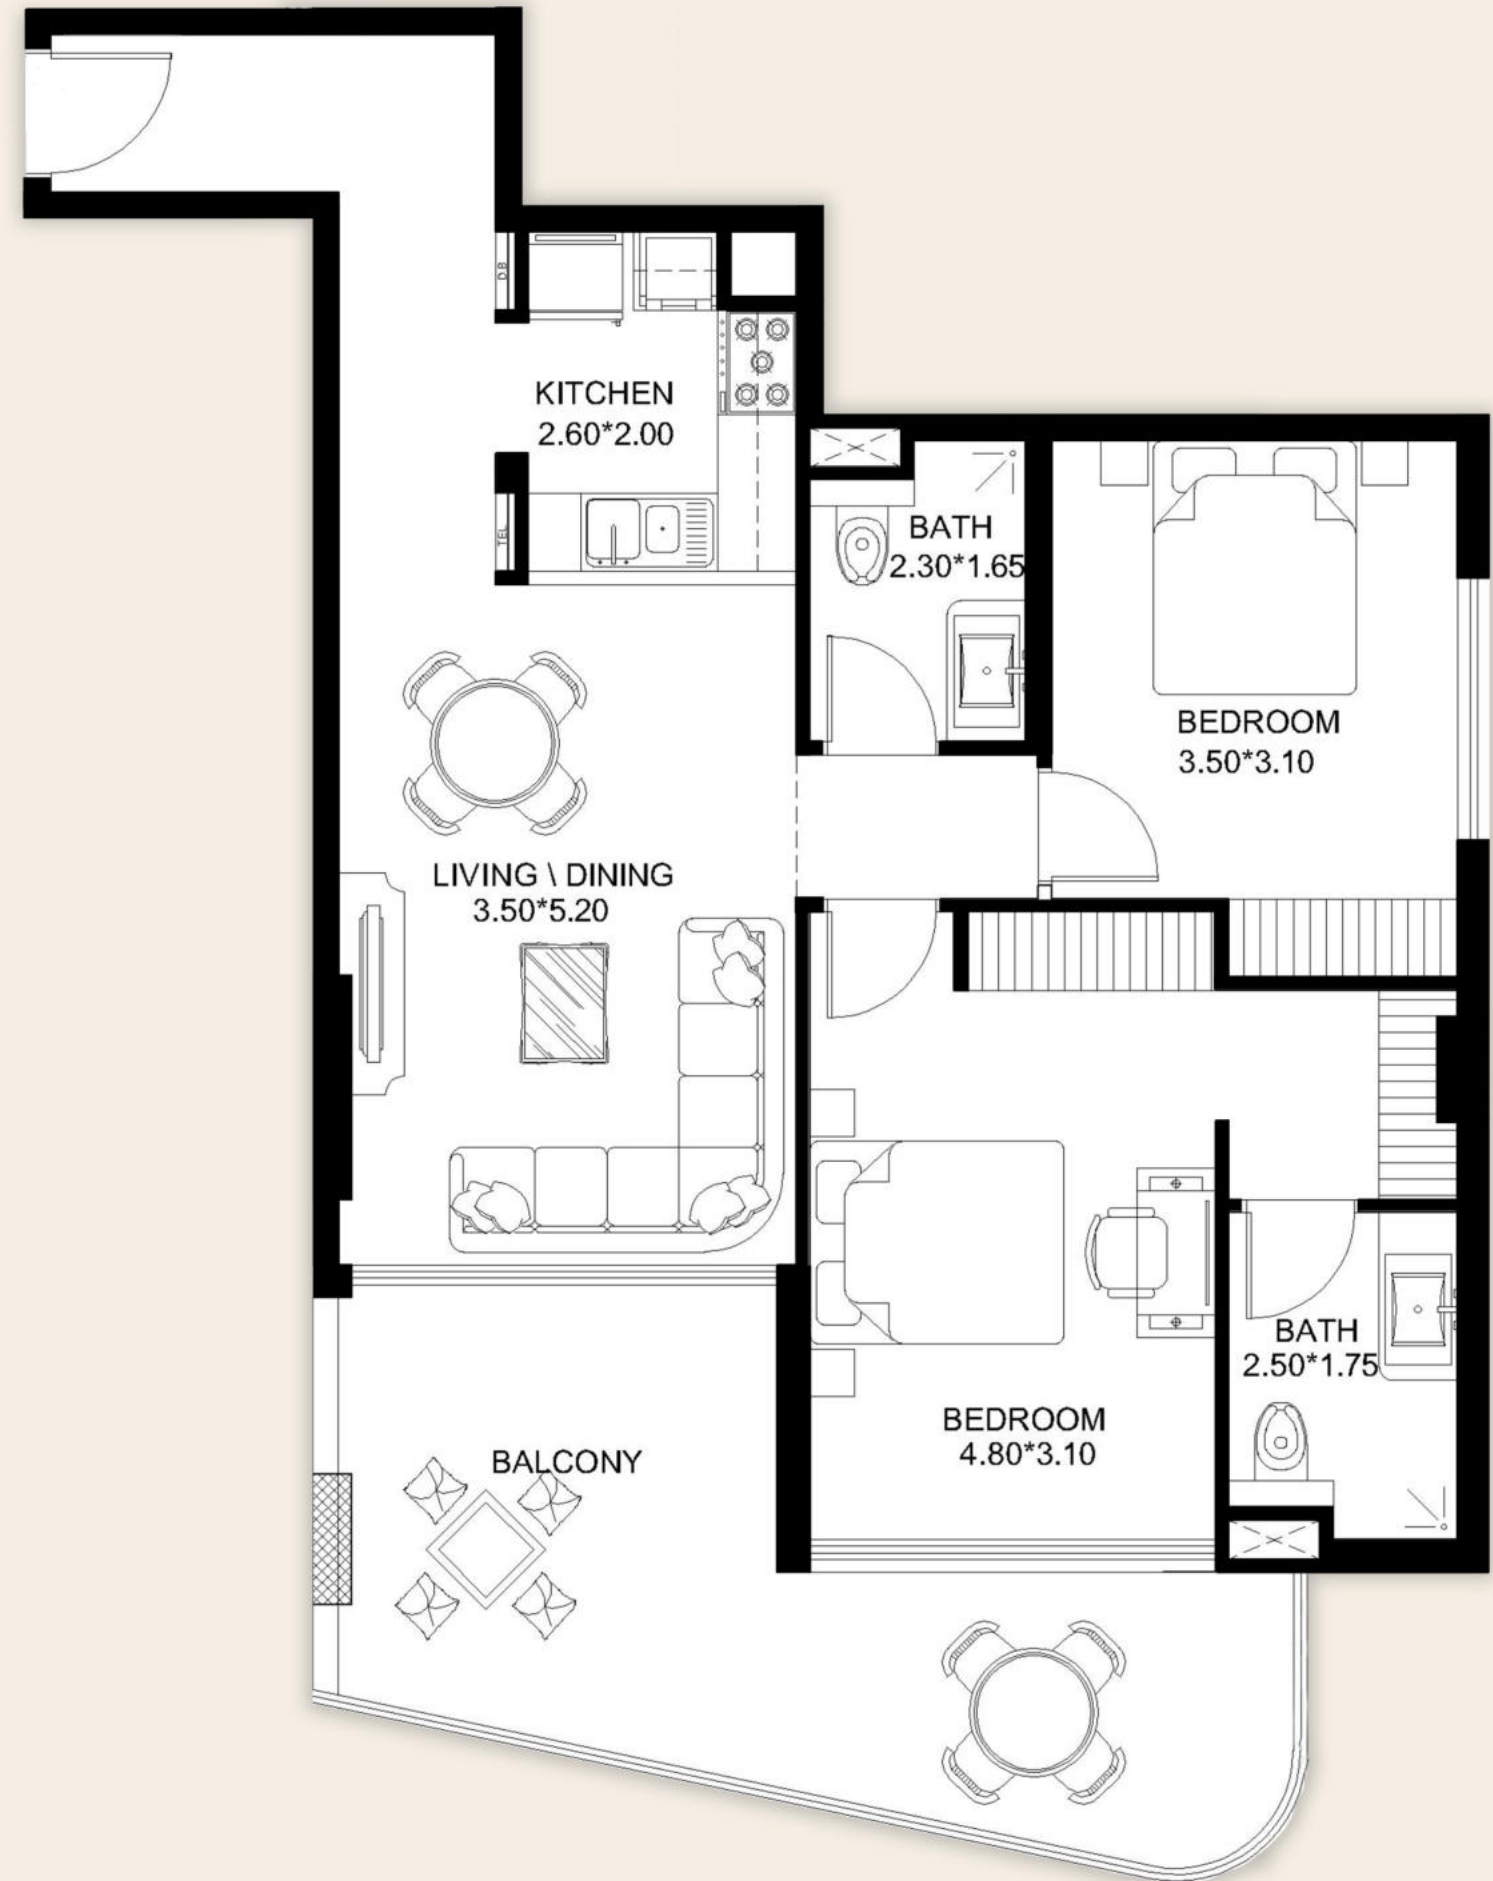 DB
KITCHEN
2.60*2.00
TEL
BATH
2.30*1.65
BEDROOM
3.50*3.10
LIVING \ DINING
3.50*5.20
BATH
2.50*1.75
BEDROOM
4.80*3.10
BALCONY